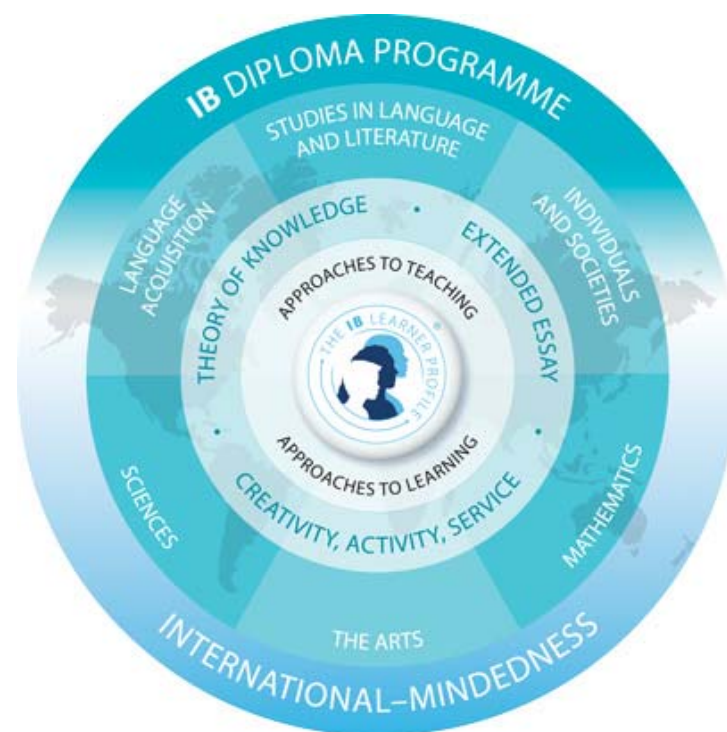 IB DIPLOMA PROGRAMME
STUDIES IN LANGUAGE
AND LITERATURE
LANGUAGE
ACQUISITION
INDIVIDUALS
AND SOCIETIES
THEORY OF KNOWLEDGE
•
EXTENDED ESSAY
•
APPROACHES TO TEACHING
THE IB LEARNER PROFILE
®
APPROACHES TO LEARNING
•
CREATIVITY, ACTIVITY, SERVICE
SCIENCES
MATHEMATICS
THE ARTS
INTERNATIONAL–MINDEDNESS